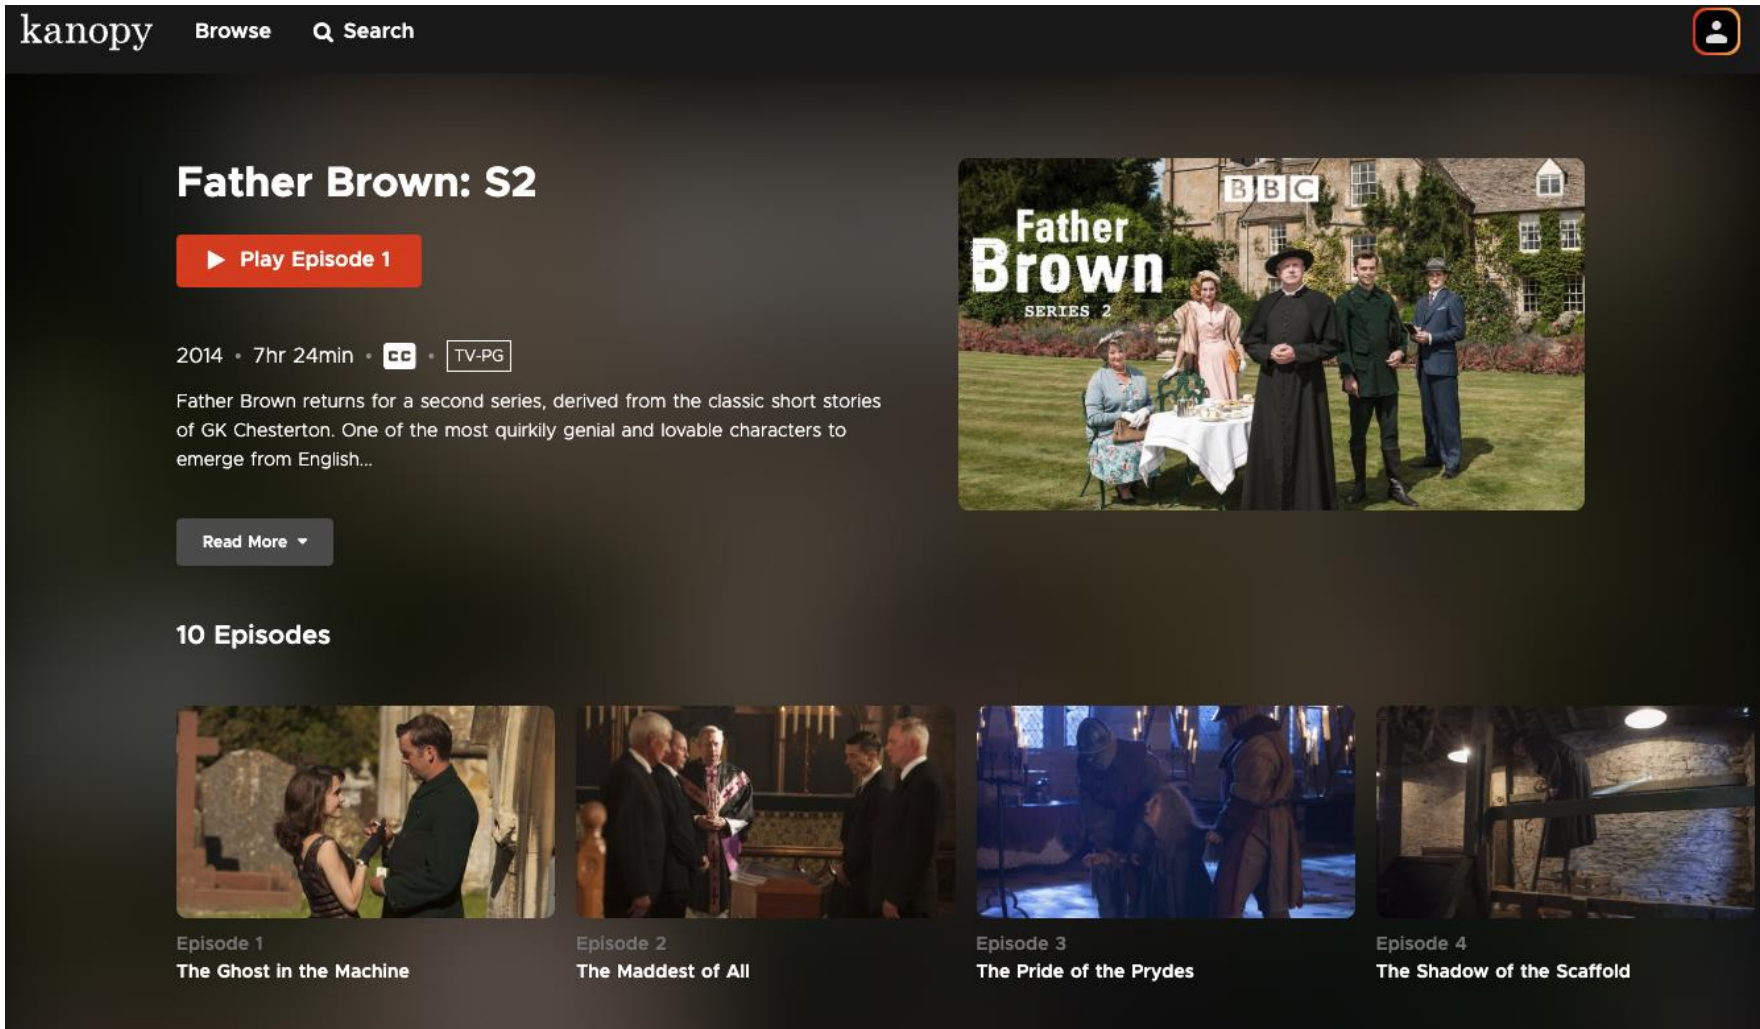 kanopy
Browse
Search
Father Brown: S2
Play Episode 1
2014 • 7hr 24min • CC • TV-PG
Father Brown returns for a second series, derived from the classic short stories
of GK Chesterton. One of the most quirkily genial and lovable characters to
emerge from English...
Read More
BBC
Father
Brown
SERIES 2
10 Episodes
Episode 1
The Ghost in the Machine
Episode 2
The Maddest of All
Episode 3
The Pride of the Prydes
Episode 4
The Shadow of the Scaffold